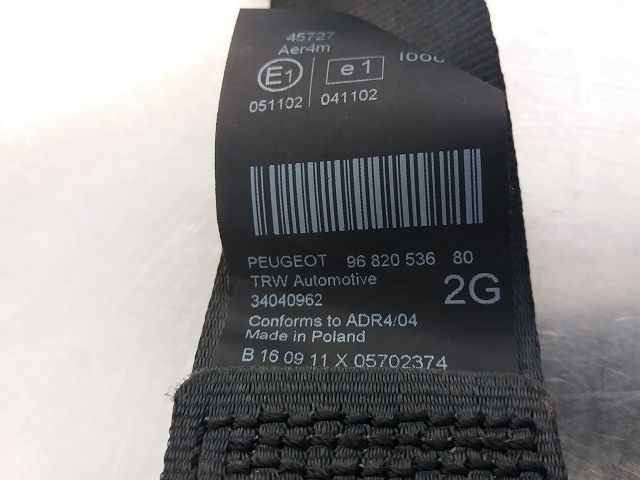 45727
Aer4m
E1 e1
051102 041102
PEUGEOT 96 820 536 80
TRW Automotive
34040962 2G
Conforms to ADR4/04
Made in Poland
B 16 09 11 X 05702374